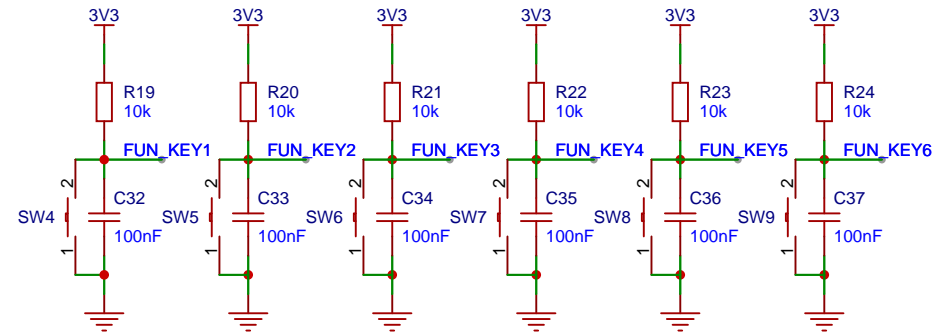 3V3 3V3 3V3 3V3 3V3 3V3
R19 R20 R21 R22 R23 R24
10k 10k 10k 10k 10k 10k
FUN_KEY1 FUN_KEY2 FUN_KEY3 FUN_KEY4 FUN_KEY5 FUN_KEY6
2 2 2 2 2 2
C32 C33 C34 C35 C36 C37
SW4 SW5 SW6 SW7 SW8 SW9
100nF 100nF 100nF 100nF 100nF 100nF
1 1 1 1 1 1